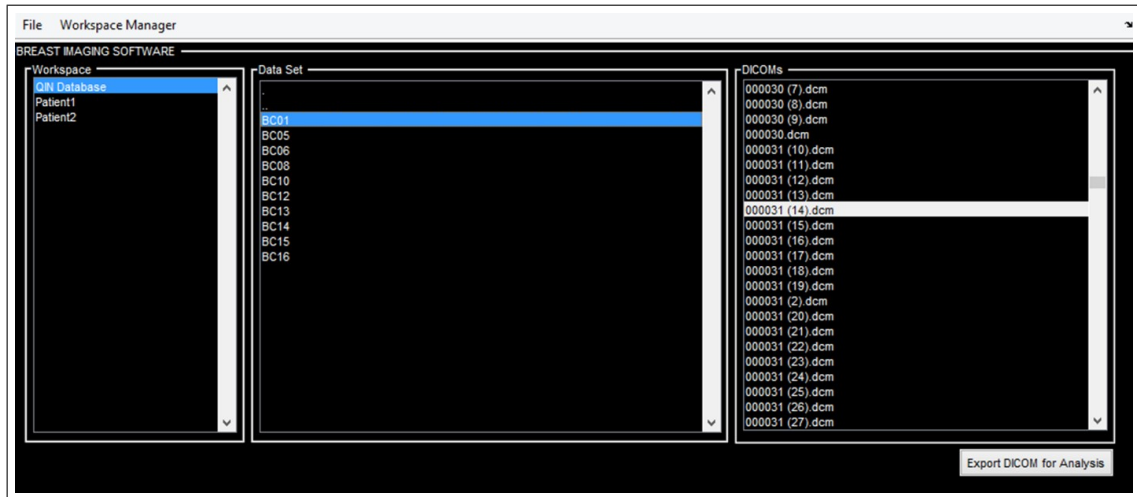 File Workspace Manager
BREAST IMAGING SOFTWARE
Workspace
QIN Database
Patient1
Patient2
Data Set
.
..
BC01
BC05
BC06
BC08
BC10
BC12
BC13
BC14
BC15
BC16
DICOMs
000030 (7).dcm
000030 (8).dcm
000030 (9).dcm
000030.dcm
000031 (10).dcm
000031 (11).dcm
000031 (12).dcm
000031 (13).dcm
000031 (14).dcm
000031 (15).dcm
000031 (16).dcm
000031 (17).dcm
000031 (18).dcm
000031 (19).dcm
000031 (2).dcm
000031 (20).dcm
000031 (21).dcm
000031 (22).dcm
000031 (23).dcm
000031 (24).dcm
000031 (25).dcm
000031 (26).dcm
000031 (27).dcm
Export DICOM for Analysis